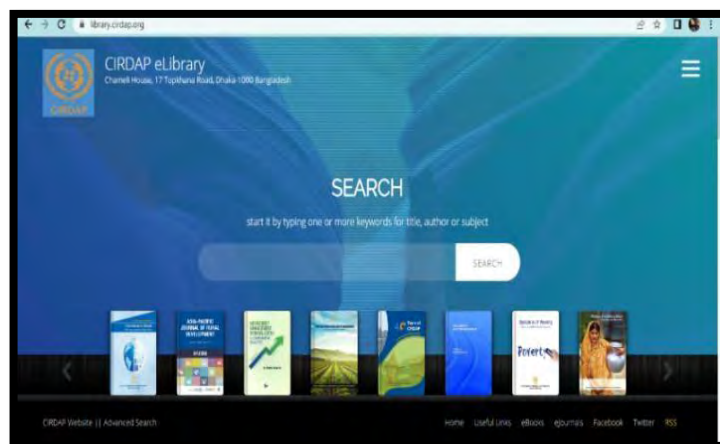 library.cirdap.org
CIRDAP eLibrary
Chameli House, 17 Topkhana Road, Dhaka-1000 Bangladesh
CIRDAP
SEARCH
start it by typing one or more keywords for title, author or subject
SEARCH
ASIA-PACIFIC
JOURNAL OF RURAL
DEVELOPMENT
Poverty
CIRDAP Website || Advanced Search
Home Useful Links eBooks eJournals Facebook Twitter RSS